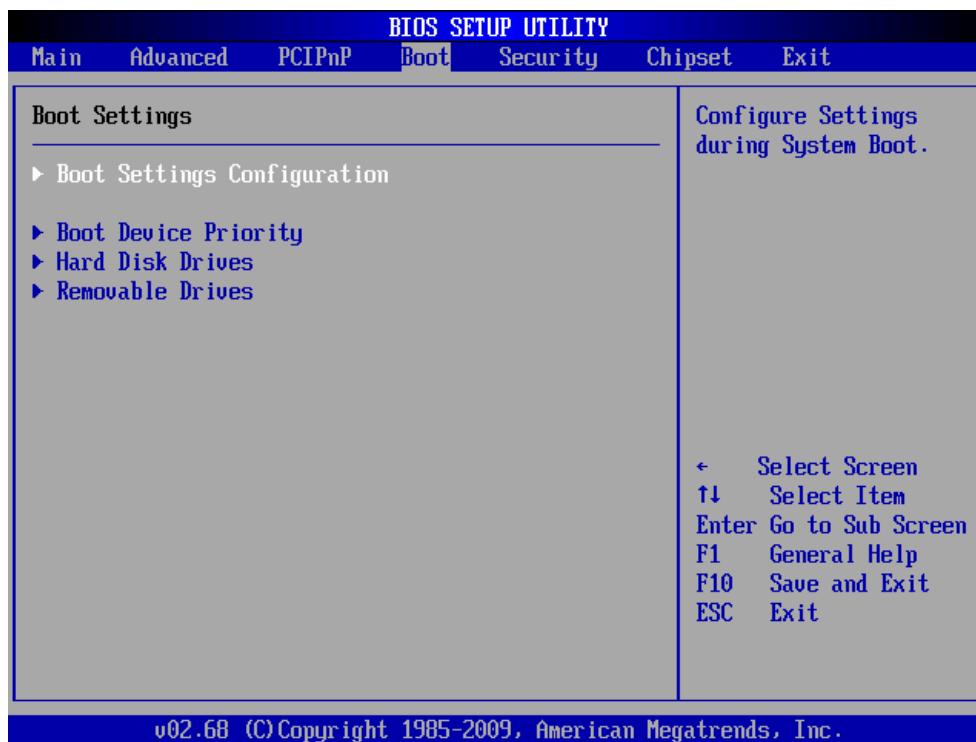 BIOS SETUP UTILITY
Main Advanced PCIPnP Boot Security Chipset Exit
Boot Settings
▶ Boot Settings Configuration
▶ Boot Device Priority
▶ Hard Disk Drives
▶ Removable Drives
Configure Settings
during System Boot.
← Select Screen
↑↓ Select Item
Enter Go to Sub Screen
F1 General Help
F10 Save and Exit
ESC Exit
v02.68 (C)Copyright 1985-2009, American Megatrends, Inc.